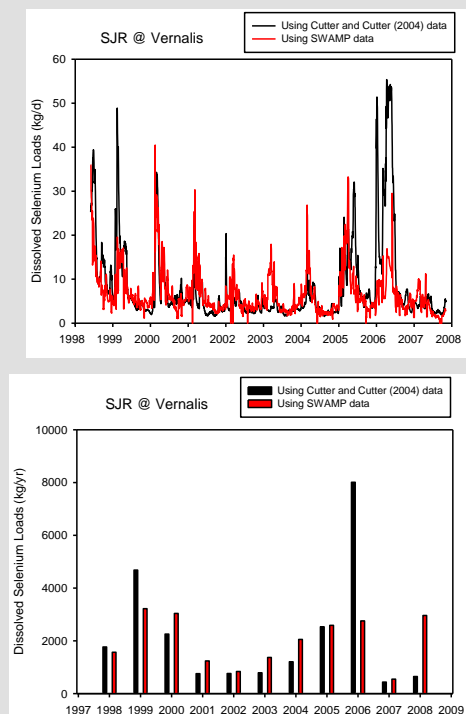 SJR @ Vernalis
Using Cutter and Cutter (2004) data
Using SWAMP data
Dissolved Selenium Loads (kg/d)
60
50
40
30
20
10
0
1998 1999 2000 2001 2002 2003 2004 2005 2006 2007 2008
SJR @ Vernalis
Using Cutter and Cutter (2004) data
Using SWAMP data
Dissolved Selenium Loads (kg/yr)
10000
8000
6000
4000
2000
0
1997 1998 1999 2000 2001 2002 2003 2004 2005 2006 2007 2008 2009